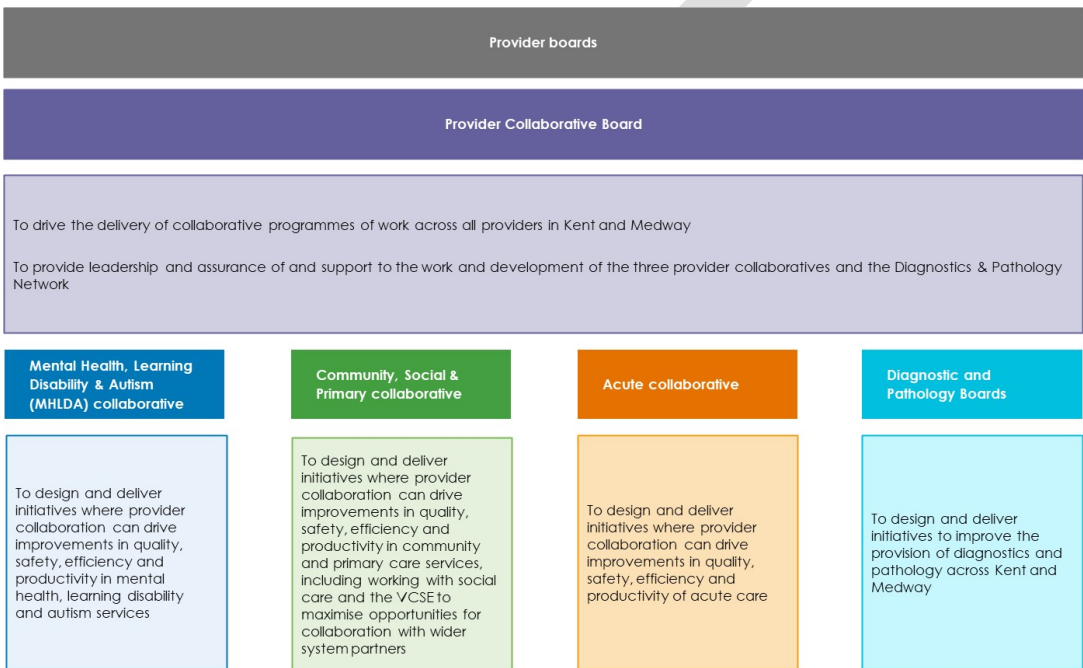 Provider boards
Provider Collaborative Board
To drive the delivery of collaborative programmes of work across all providers in Kent and Medway
To provide leadership and assurance of and support to the work and development of the three provider collaboratives and the Diagnostics & Pathology
Network
Mental Health, Learning
Disability & Autism
(MHLDA) collaborative
To design and deliver
initiatives where provider
collaboration can drive
improvements in quality,
safety, efficiency and
productivity in mental
health, learning disability
and autism services
Community, Social &
Primary collaborative
To design and deliver
initiatives where provider
collaboration can drive
improvements in quality,
safety, efficiency and
productivity in community
and primary care services,
including working with social
care and the VCSE to
maximise opportunities for
collaboration with wider
system partners
Acute collaborative
To design and deliver
initiatives where provider
collaboration can drive
improvements in quality,
safety, efficiency and
productivity of acute care
Diagnostic and
Pathology Boards
To design and deliver
initiatives to improve the
provision of diagnostics and
pathology across Kent and
Medway